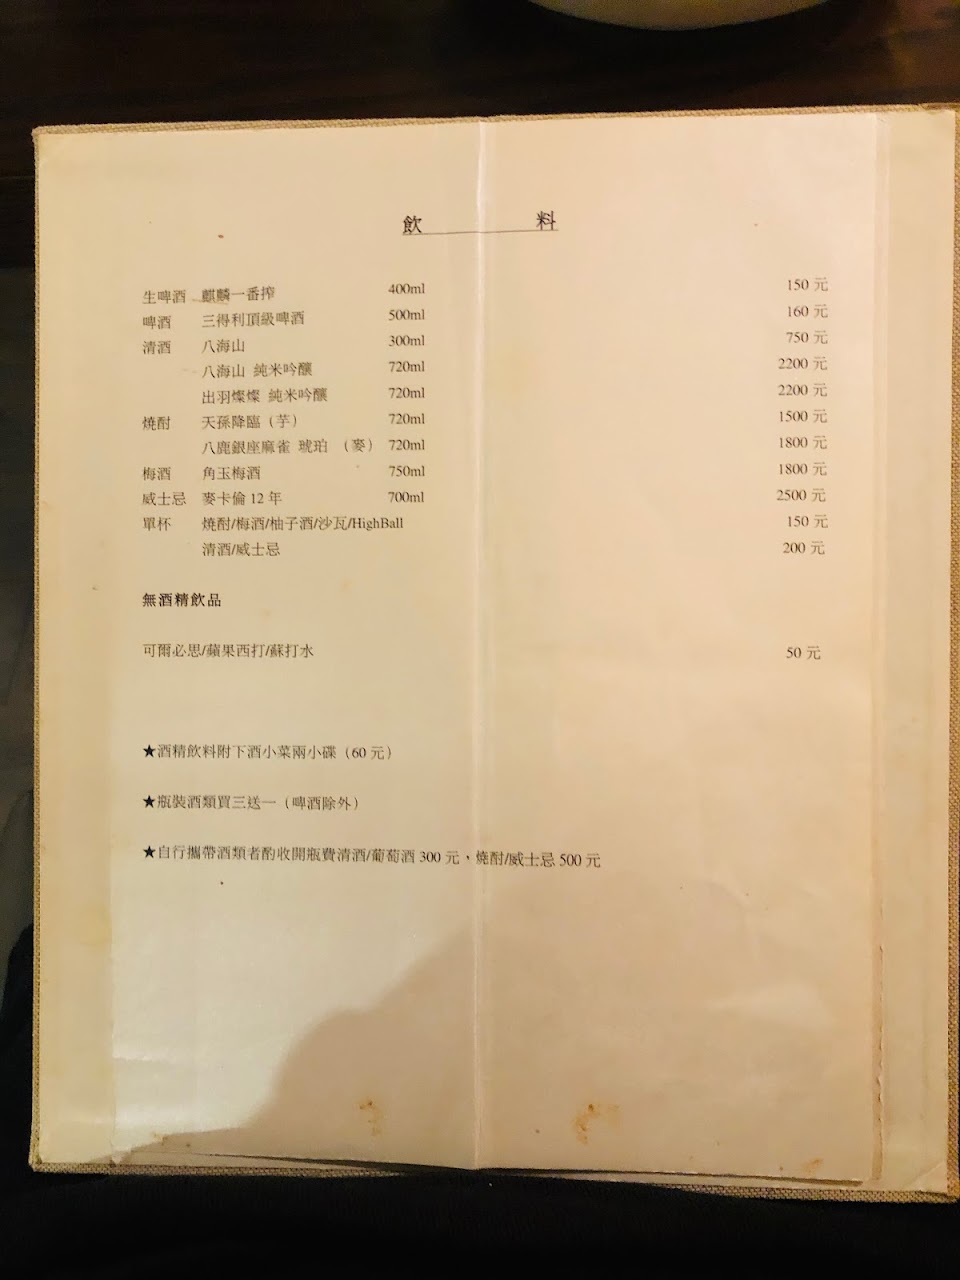 飲 料
生啤酒 麒麟一番搾 400ml 150 元
啤酒 三得利頂級啤酒 500ml 160 元
清酒 八海山 300ml 750 元
八海山 純米吟釀 720ml 2200 元
出羽燦燦 純米吟釀 720ml 2200 元
燒酎 天孫降臨（芋） 720ml 1500 元
八鹿銀座麻雀 琥珀 （麥） 720ml 1800 元
梅酒 角玉梅酒 750ml 1800 元
威士忌 麥卡倫 12 年 700ml 2500 元
單杯 燒酎/梅酒/柚子酒/沙瓦/HighBall 150 元
清酒/威士忌 200 元
無酒精飲品
可爾必思/蘋果西打/蘇打水 50 元
★酒精飲料附下酒小菜兩小碟（60 元）
★瓶裝酒類買三送一（啤酒除外）
★自行攜帶酒類者酌收開瓶費清酒/葡萄酒 300 元，燒酎/威士忌 500 元